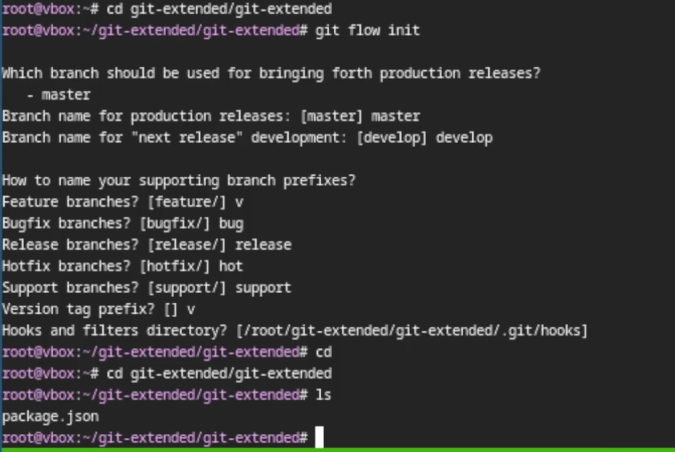 root@vbox:~# cd git-extended/git-extended
root@vbox:~/git-extended/git-extended# git flow init
Which branch should be used for bringing forth production releases?
- master
Branch name for production releases: [master] master
Branch name for "next release" development: [develop] develop
How to name your supporting branch prefixes?
Feature branches? [feature/] v
Bugfix branches? [bugfix/] bug
Release branches? [release/] release
Hotfix branches? [hotfix/] hot
Support branches? [support/] support
Version tag prefix? [] v
Hooks and filters directory? [/root/git-extended/git-extended/.git/hooks]
root@vbox:~/git-extended/git-extended# cd
root@vbox:~# cd git-extended/git-extended
root@vbox:~/git-extended/git-extended# ls
package.json
root@vbox:~/git-extended/git-extended#